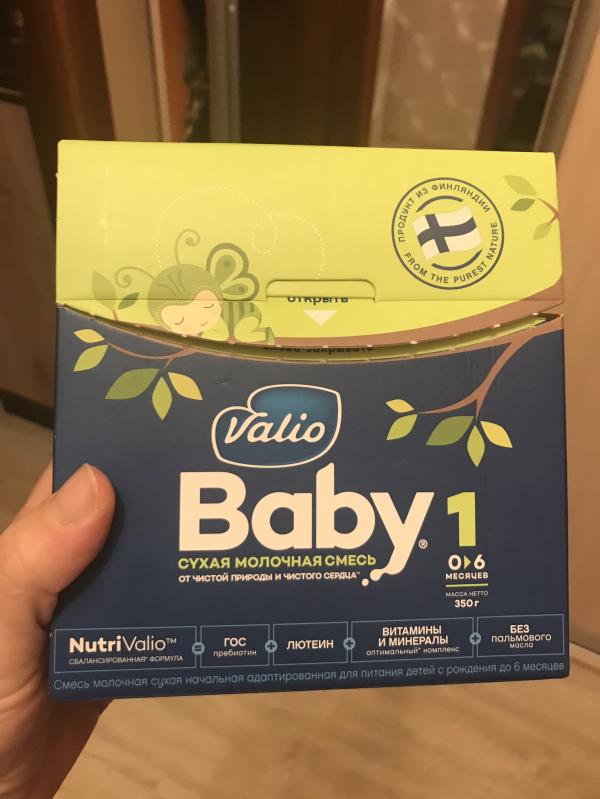 ПРОДУКТ ИЗ ФИНЛЯНДИИ
FROM THE PUREST NATURE
открыть
Valio
Baby® 1
СУХАЯ МОЛОЧНАЯ СМЕСЬ
ОТ ЧИСТОЙ ПРИРОДЫ И ЧИСТОГО СЕРДЦА™
0▸6
МЕСЯЦЕВ
МАССА НЕТТО
350 г
NutriValio™
СБАЛАНСИРОВАННАЯ* ФОРМУЛА
=
ГОС
пребиотик
+
ЛЮТЕИН
+
ВИТАМИНЫ
И МИНЕРАЛЫ
оптимальный* комплекс
+
БЕЗ
пальмового
масла
Смесь молочная сухая начальная адаптированная для питания детей с рождения до 6 месяцев